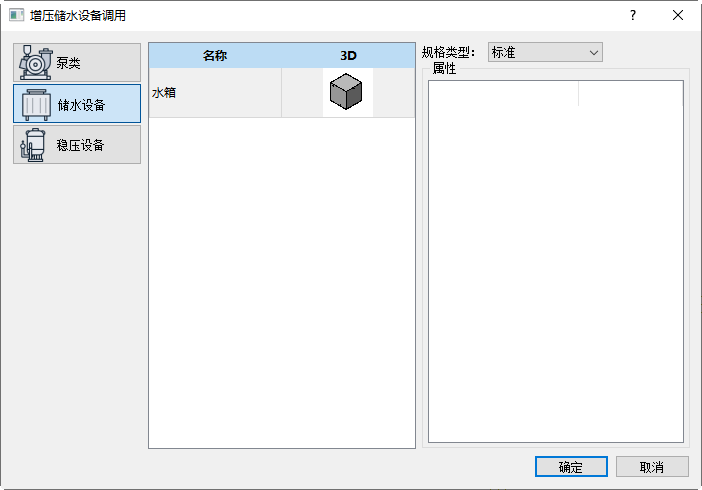 增压储水设备调用
?
泵类
储水设备
稳压设备
名称 3D
水箱
规格类型: 标准
属性
确定 取消